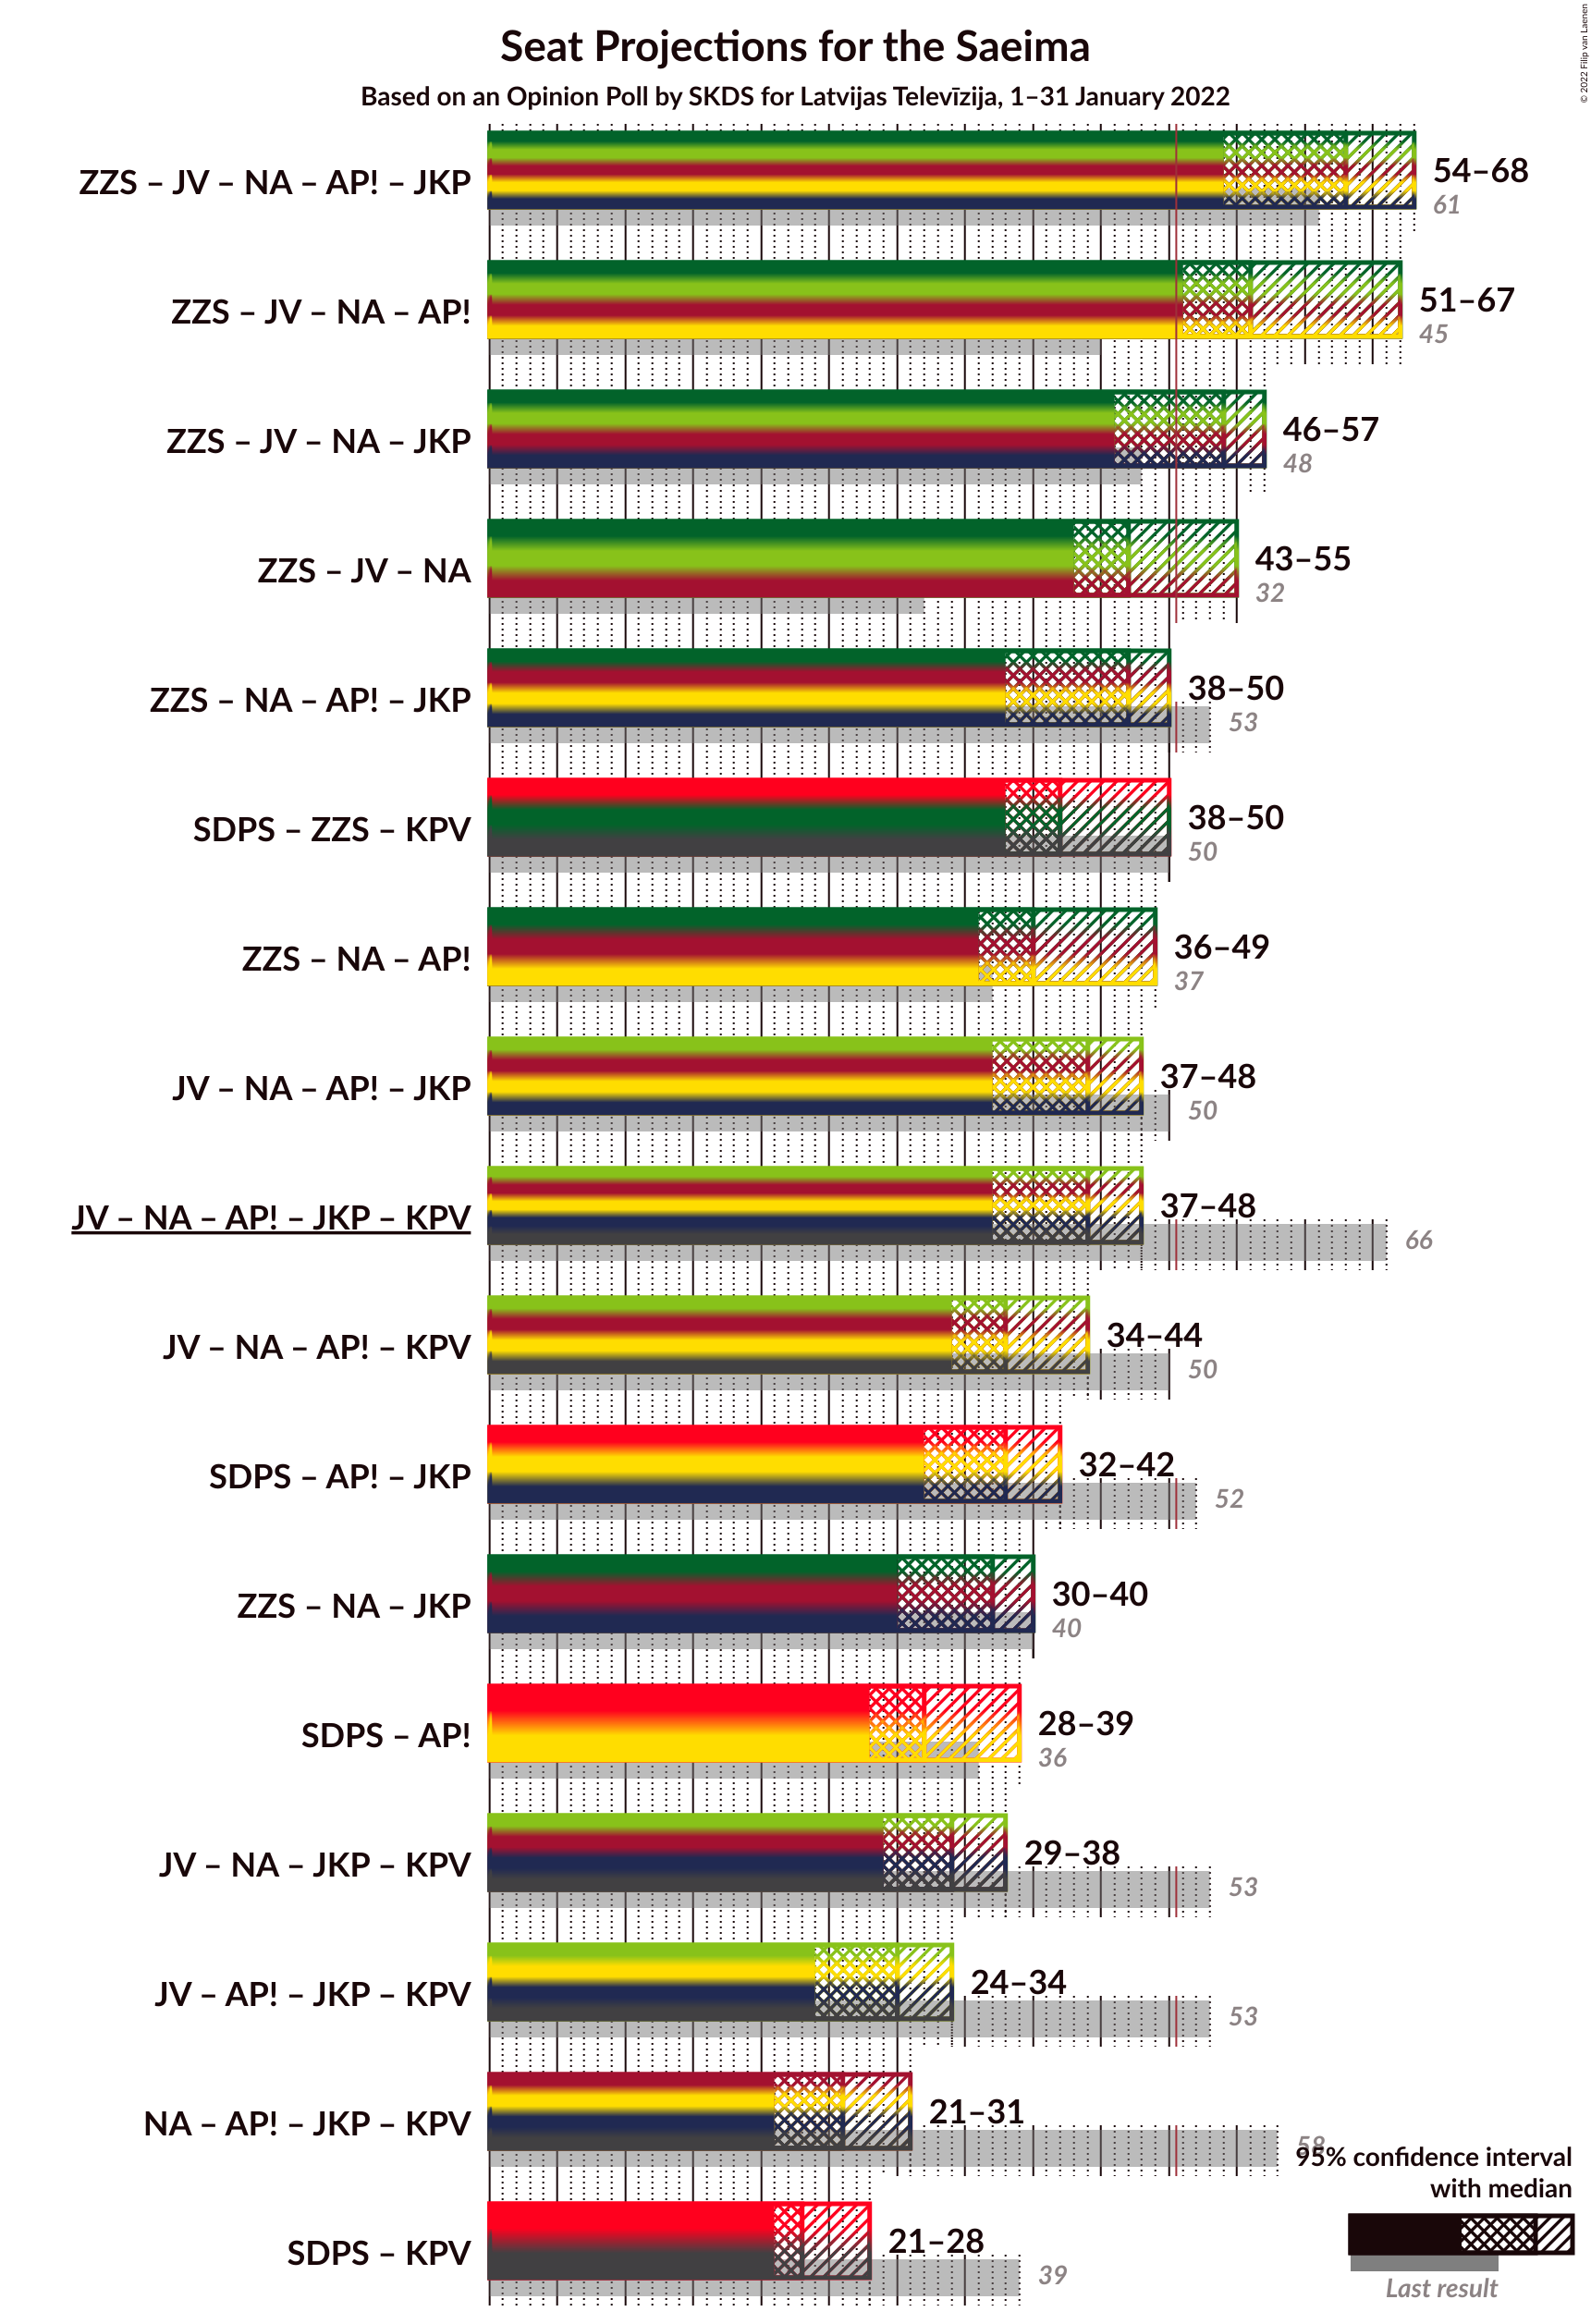 © 2022 Filip van Laenen
Seat Projections for the Saeima
Based on an Opinion Poll by SKDS for Latvijas Televīzija, 1–31 January 2022
ZZS – JV – NA – AP! – JKP
54–68
61
ZZS – JV – NA – AP!
51–67
45
ZZS – JV – NA – JKP
46–57
48
ZZS – JV – NA
43–55
32
ZZS – NA – AP! – JKP
38–50
53
SDPS – ZZS – KPV
38–50
50
ZZS – NA – AP!
36–49
37
JV – NA – AP! – JKP
37–48
50
JV – NA – AP! – JKP – KPV
37–48
66
JV – NA – AP! – KPV
34–44
50
SDPS – AP! – JKP
32–42
52
ZZS – NA – JKP
30–40
40
SDPS – AP!
28–39
36
JV – NA – JKP – KPV
29–38
53
JV – AP! – JKP – KPV
24–34
53
NA – AP! – JKP – KPV
21–31
58
SDPS – KPV
21–28
39
95% confidence interval
with median
Last result